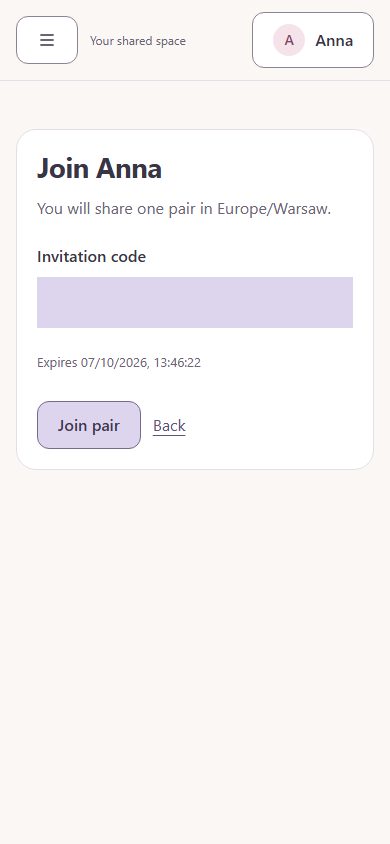 Your shared space
A Anna
Join Anna
You will share one pair in Europe/Warsaw.
Invitation code
Expires 07/10/2026, 13:46:22
Join pair Back